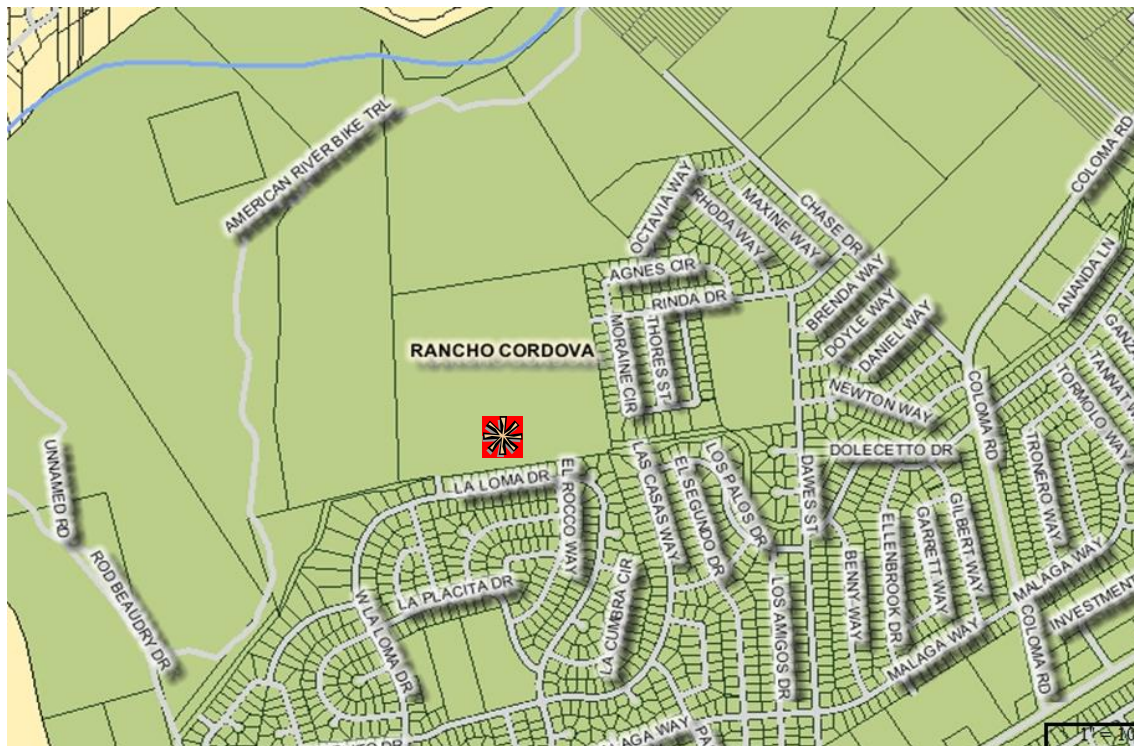 COLOMA RD
AMERICAN RIVER BIKE TRL
OCTAVIA WAY
RHODA WAY
MAXINE WAY
CHASE DR
ANANDA LN
AGNES CIR
RINDA DR
BRENDA WAY
DOYLE WAY
DANIEL WAY
MORAINE CIR
THORES ST
RANCHO CORDOVA
NEWTON WAY
COLOMA RD
TORMOLO WAY
TRONERO WAY
UNNAMED RD
LA LOMA DR
EL ROCCO WAY
LAS CASAS WAY
EL SEGUNDO DR
LOS PALOS DR
DAWES ST
DOLECETTO DR
GILBERT WAY
GARRETT WAY
ELLENBROOK DR
BENNY WAY
ROD BEAUDRY DR
W LA LOMA DR
LA PLACITA DR
LA CUMBRA CIR
LOS AMIGOS DR
MALAGA WAY
MALAGA WAY
INVESTMENT
COLOMA RD